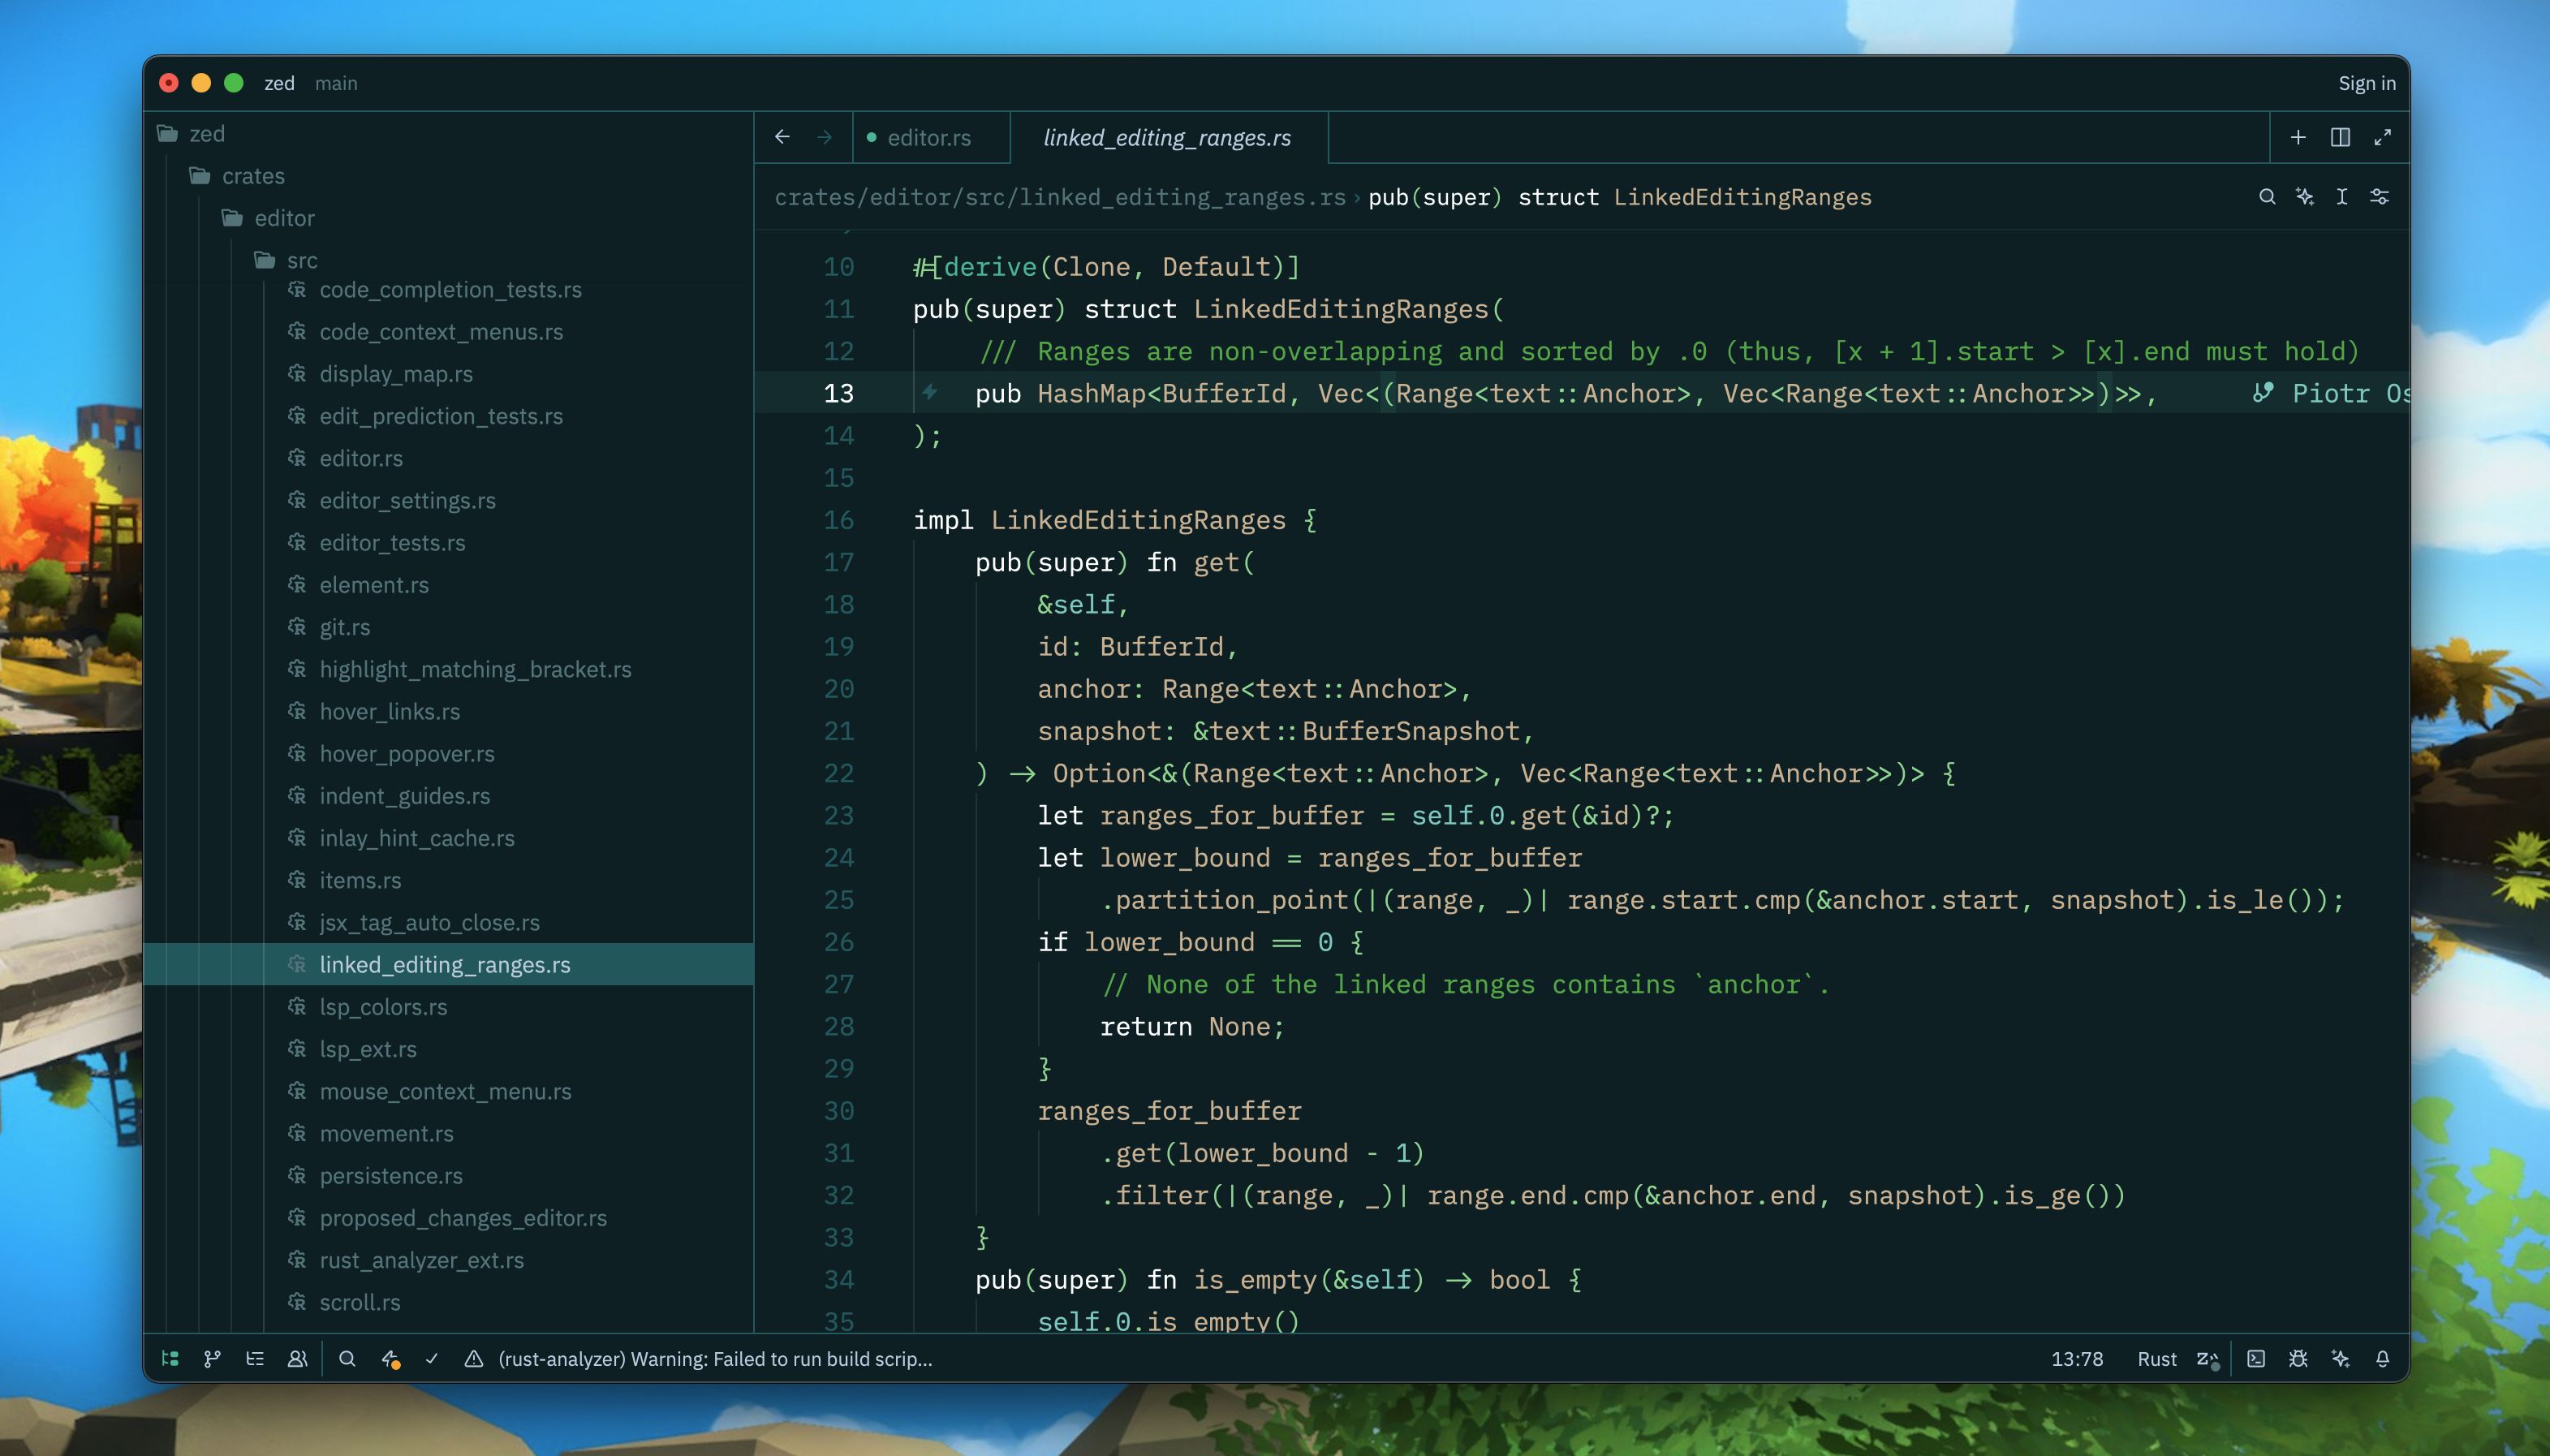 zed main
Sign in
zed
crates
editor
src
code_completion_tests.rs
code_context_menus.rs
display_map.rs
edit_prediction_tests.rs
editor.rs
editor_settings.rs
editor_tests.rs
element.rs
git.rs
highlight_matching_bracket.rs
hover_links.rs
hover_popover.rs
indent_guides.rs
inlay_hint_cache.rs
items.rs
jsx_tag_auto_close.rs
linked_editing_ranges.rs
lsp_colors.rs
lsp_ext.rs
mouse_context_menu.rs
movement.rs
persistence.rs
proposed_changes_editor.rs
rust_analyzer_ext.rs
scroll.rs
editor.rs linked_editing_ranges.rs
crates/editor/src/linked_editing_ranges.rs › pub(super) struct LinkedEditingRanges
10 #[derive(Clone, Default)]
11 pub(super) struct LinkedEditingRanges(
12 /// Ranges are non-overlapping and sorted by .0 (thus, [x + 1].start > [x].end must hold)
13 pub HashMap<BufferId, Vec<(Range<text::Anchor>, Vec<Range<text::Anchor>>)>>, Piotr Os
14 );
15
16 impl LinkedEditingRanges {
17 pub(super) fn get(
18 &self,
19 id: BufferId,
20 anchor: Range<text::Anchor>,
21 snapshot: &text::BufferSnapshot,
22 ) -> Option<&(Range<text::Anchor>, Vec<Range<text::Anchor>>)> {
23 let ranges_for_buffer = self.0.get(&id)?;
24 let lower_bound = ranges_for_buffer
25 .partition_point(|(range, _)| range.start.cmp(&anchor.start, snapshot).is_le());
26 if lower_bound == 0 {
27 // None of the linked ranges contains `anchor`.
28 return None;
29 }
30 ranges_for_buffer
31 .get(lower_bound - 1)
32 .filter(|(range, _)| range.end.cmp(&anchor.end, snapshot).is_ge())
33 }
34 pub(super) fn is_empty(&self) -> bool {
35 self.0.is_empty()
(rust-analyzer) Warning: Failed to run build scrip...
13:78 Rust